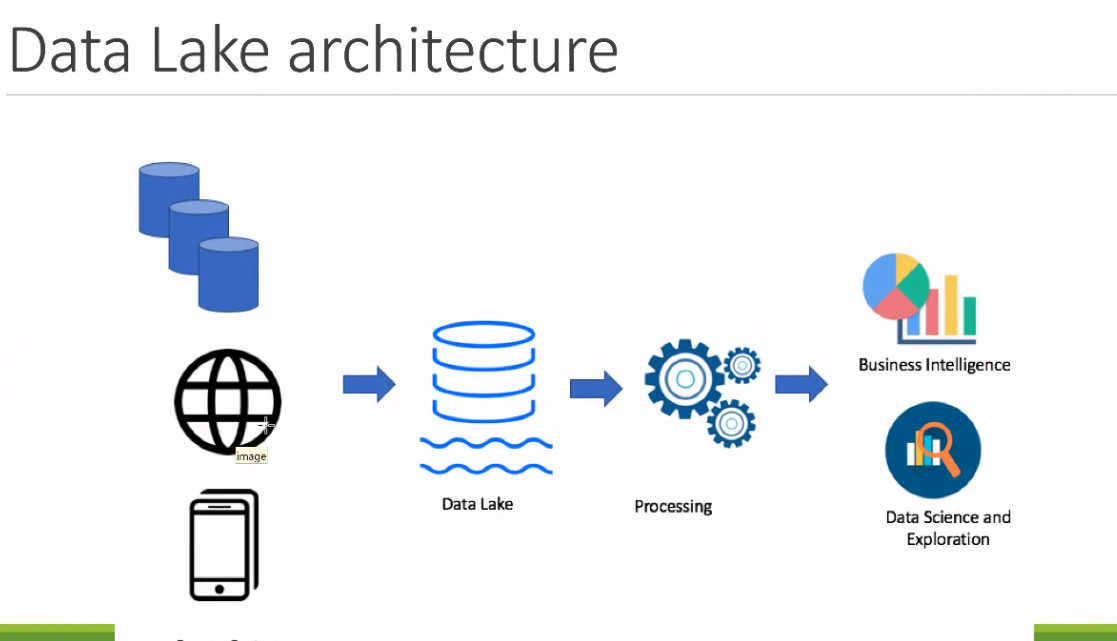 Data Lake architecture
Business Intelligence
image
Data Lake
Processing
Data Science and
Exploration